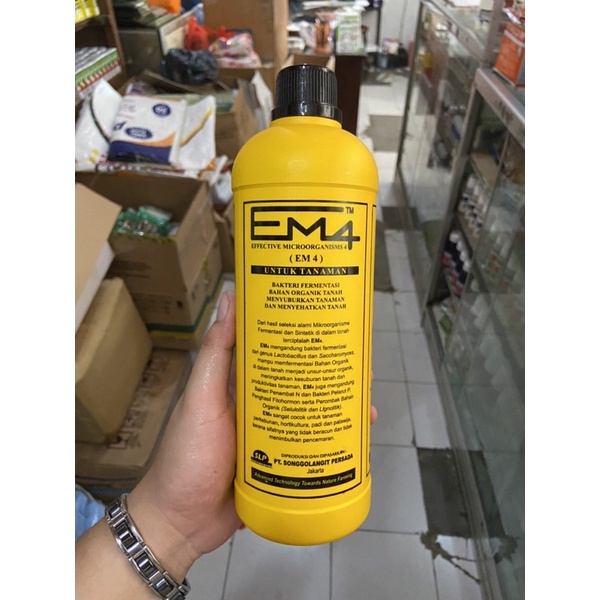 EM4™
EFFECTIVE MICROORGANISMS 4
( EM 4 )
UNTUK TANAMAN
BAKTERI FERMENTASI
BAHAN ORGANIK TANAH
MENYUBURKAN TANAMAN
DAN MENYEHATKAN TANAH
Dari hasil seleksi alami Mikroorganisme
Fermentasi dan Sintetik di dalam tanah
terciptalah EM4.
EM4 mengandung bakteri fermentasi
dari genus Lactobacillus dan Saccharomyces,
mampu memfermentasi Bahan Organik
di dalam tanah menjadi unsur-unsur organik,
meningkatkan kesuburan tanah dan
produktivitas tanaman, EM4 juga mengandung
Bakteri Penambat N dan Bakteri Pelarut P,
Penghasil Fitohormon serta Perombak Bahan
Organik (Selulolitik dan Lignolitik).
EM4 sangat cocok untuk tanaman
perkebunan, hortikultura, padi dan palawija,
karena sifatnya yang tidak beracun dan tidak
menimbulkan pencemaran.
DIPRODUKSI DAN DIPASARKAN :
SLP
PT. SONGGOLANGIT PERSADA
Jakarta
Advanced Technology Towards Nature Farming